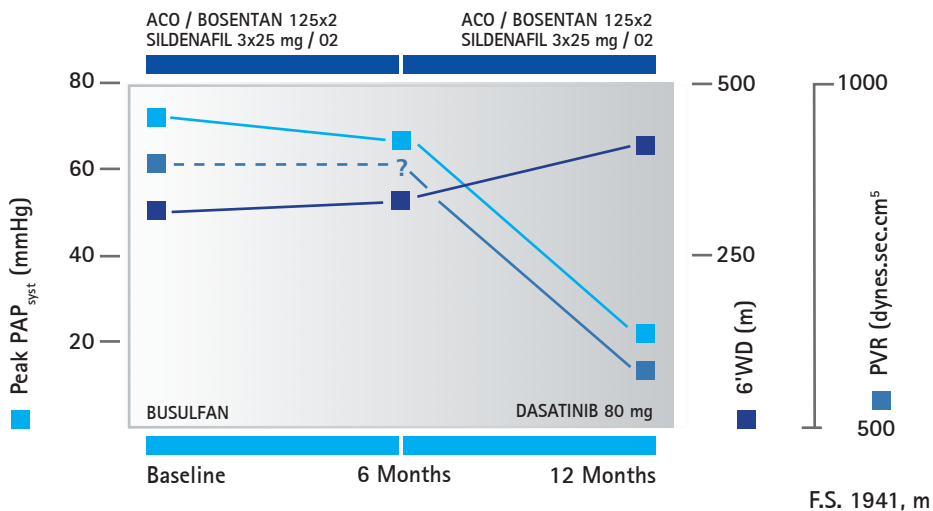 ACO / BOSENTAN 125x2
SILDENAFIL 3x25 mg / 02
ACO / BOSENTAN 125x2
SILDENAFIL 3x25 mg / 02
80
60
40
20
Peak PAPsyst (mmHg)
?
BUSULFAN
DASATINIB 80 mg
500
250
6'WD (m)
1000
500
PVR (dynes.sec.cm⁵
Baseline
6 Months
12 Months
F.S. 1941, m